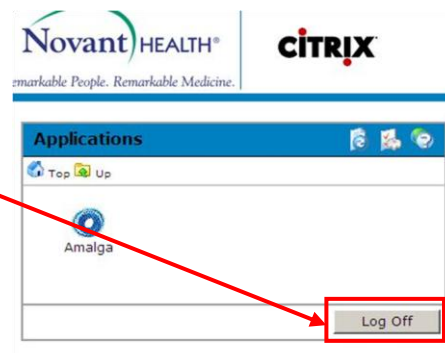 Novant HEALTH®
CITRIX
emarkable People. Remarkable Medicine.
Applications
Top Up
Amalga
Log Off